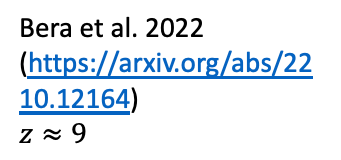 Bera et al. 2022
(https://arxiv.org/abs/22
10.12164)
z ≈ 9